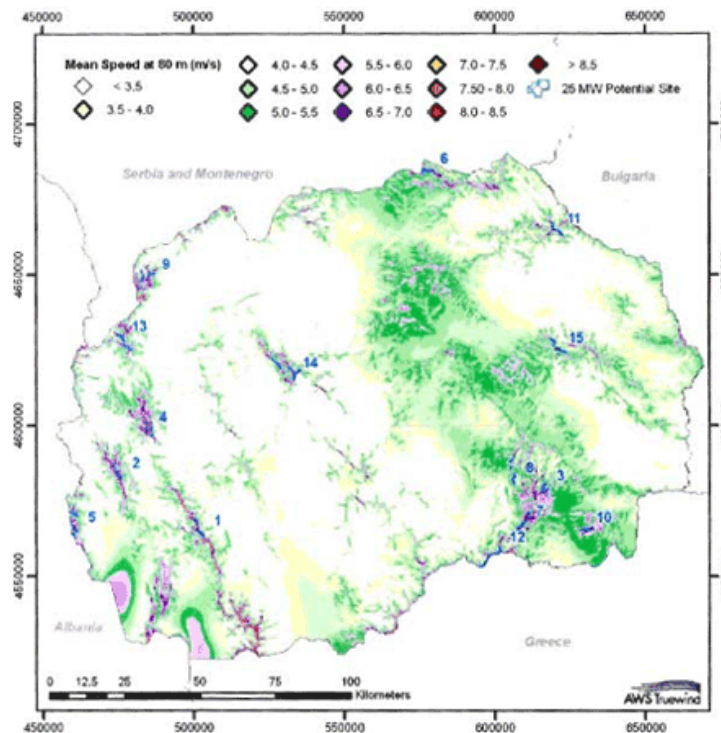 450000 500000 550000 600000 650000
Mean Speed at 80 m (m/s)
< 3.5
3.5 - 4.0
4.0 - 4.5
4.5 - 5.0
5.0 - 5.5
5.5 - 6.0
6.0 - 6.5
6.5 - 7.0
7.0 - 7.5
7.50 - 8.0
8.0 - 8.5
> 8.5
25 MW Potential Site
4700000
4700000
Serbia and Montenegro
Bulgaria
6
11
4650000
4650000
9
13
14
15
4600000
4600000
4
2
8
3
5
1
7
10
12
4550000
4550000
Albania
Greece
0 12.5 25 50 75 100
Kilometers
AWS Truewind
450000 500000 550000 600000 650000